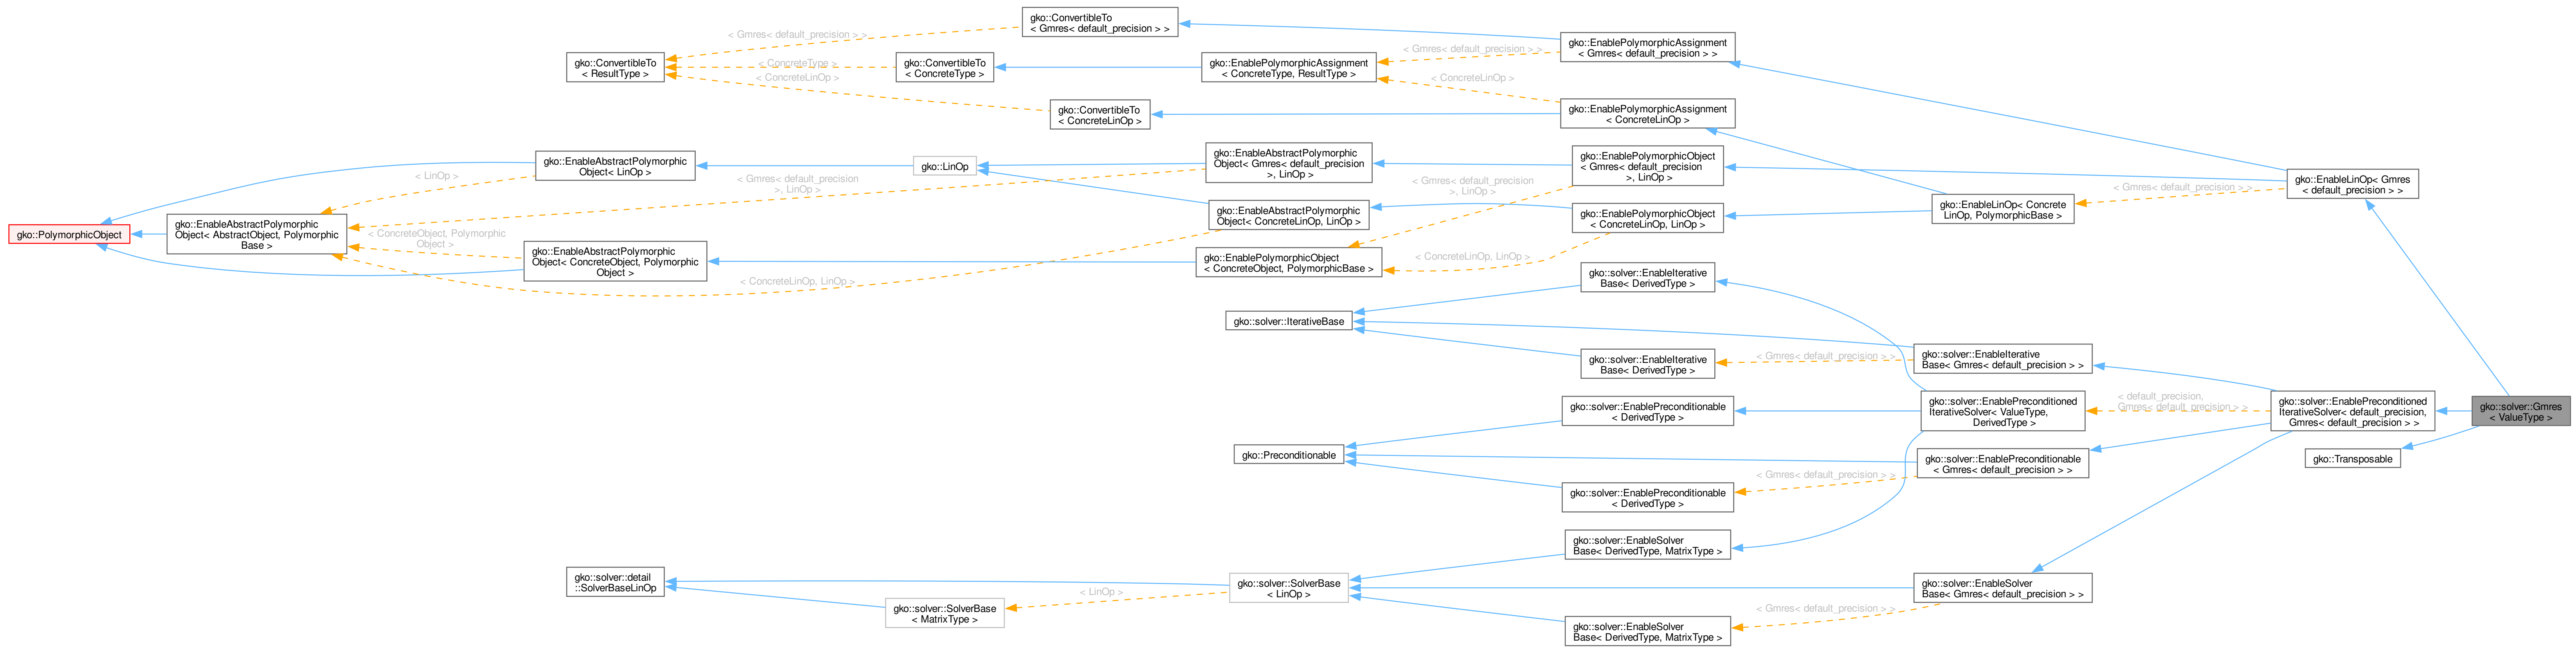 gko::ConvertibleTo
< Gmres< default_precision > >
< Gmres< default_precision > >
gko::ConvertibleTo
< ResultType >
< ConcreteType >
gko::ConvertibleTo
< ConcreteType >
gko::EnablePolymorphicAssignment
< ConcreteType, ResultType >
< Gmres< default_precision > >
gko::EnablePolymorphicAssignment
< Gmres< default_precision > >
< ConcreteLinOp >
< ConcreteLinOp >
gko::ConvertibleTo
< ConcreteLinOp >
gko::EnablePolymorphicAssignment
< ConcreteLinOp >
gko::EnableAbstractPolymorphic
Object< LinOp >
gko::LinOp
gko::EnableAbstractPolymorphic
Object< Gmres< default_precision
>, LinOp >
gko::EnablePolymorphicObject
< Gmres< default_precision
>, LinOp >
gko::EnableLinOp< Gmres
< default_precision > >
< LinOp >
< Gmres< default_precision
>, LinOp >
< Gmres< default_precision
>, LinOp >
< Gmres< default_precision > >
gko::PolymorphicObject
gko::EnableAbstractPolymorphic
Object< AbstractObject, Polymorphic
Base >
gko::EnableAbstractPolymorphic
Object< ConcreteLinOp, LinOp >
gko::EnablePolymorphicObject
< ConcreteLinOp, LinOp >
gko::EnableLinOp< Concrete
LinOp, PolymorphicBase >
< ConcreteObject, Polymorphic
Object >
gko::EnableAbstractPolymorphic
Object< ConcreteObject, Polymorphic
Object >
gko::EnablePolymorphicObject
< ConcreteObject, PolymorphicBase >
< ConcreteLinOp, LinOp >
< ConcreteLinOp, LinOp >
gko::solver::EnableIterative
Base< DerivedType >
gko::solver::IterativeBase
gko::solver::EnableIterative
Base< DerivedType >
< Gmres< default_precision > >
gko::solver::EnableIterative
Base< Gmres< default_precision > >
gko::solver::EnablePreconditionable
< DerivedType >
gko::solver::EnablePreconditioned
IterativeSolver< ValueType,
DerivedType >
< default_precision,
Gmres< default_precision > >
gko::solver::EnablePreconditioned
IterativeSolver< default_precision,
Gmres< default_precision > >
gko::solver::Gmres
< ValueType >
gko::Preconditionable
gko::solver::EnablePreconditionable
< Gmres< default_precision > >
gko::Transposable
gko::solver::EnablePreconditionable
< DerivedType >
< Gmres< default_precision > >
gko::solver::EnableSolver
Base< DerivedType, MatrixType >
gko::solver::detail
::SolverBaseLinOp
gko::solver::SolverBase
< LinOp >
gko::solver::EnableSolver
Base< Gmres< default_precision > >
gko::solver::SolverBase
< MatrixType >
< LinOp >
gko::solver::EnableSolver
Base< DerivedType, MatrixType >
< Gmres< default_precision > >